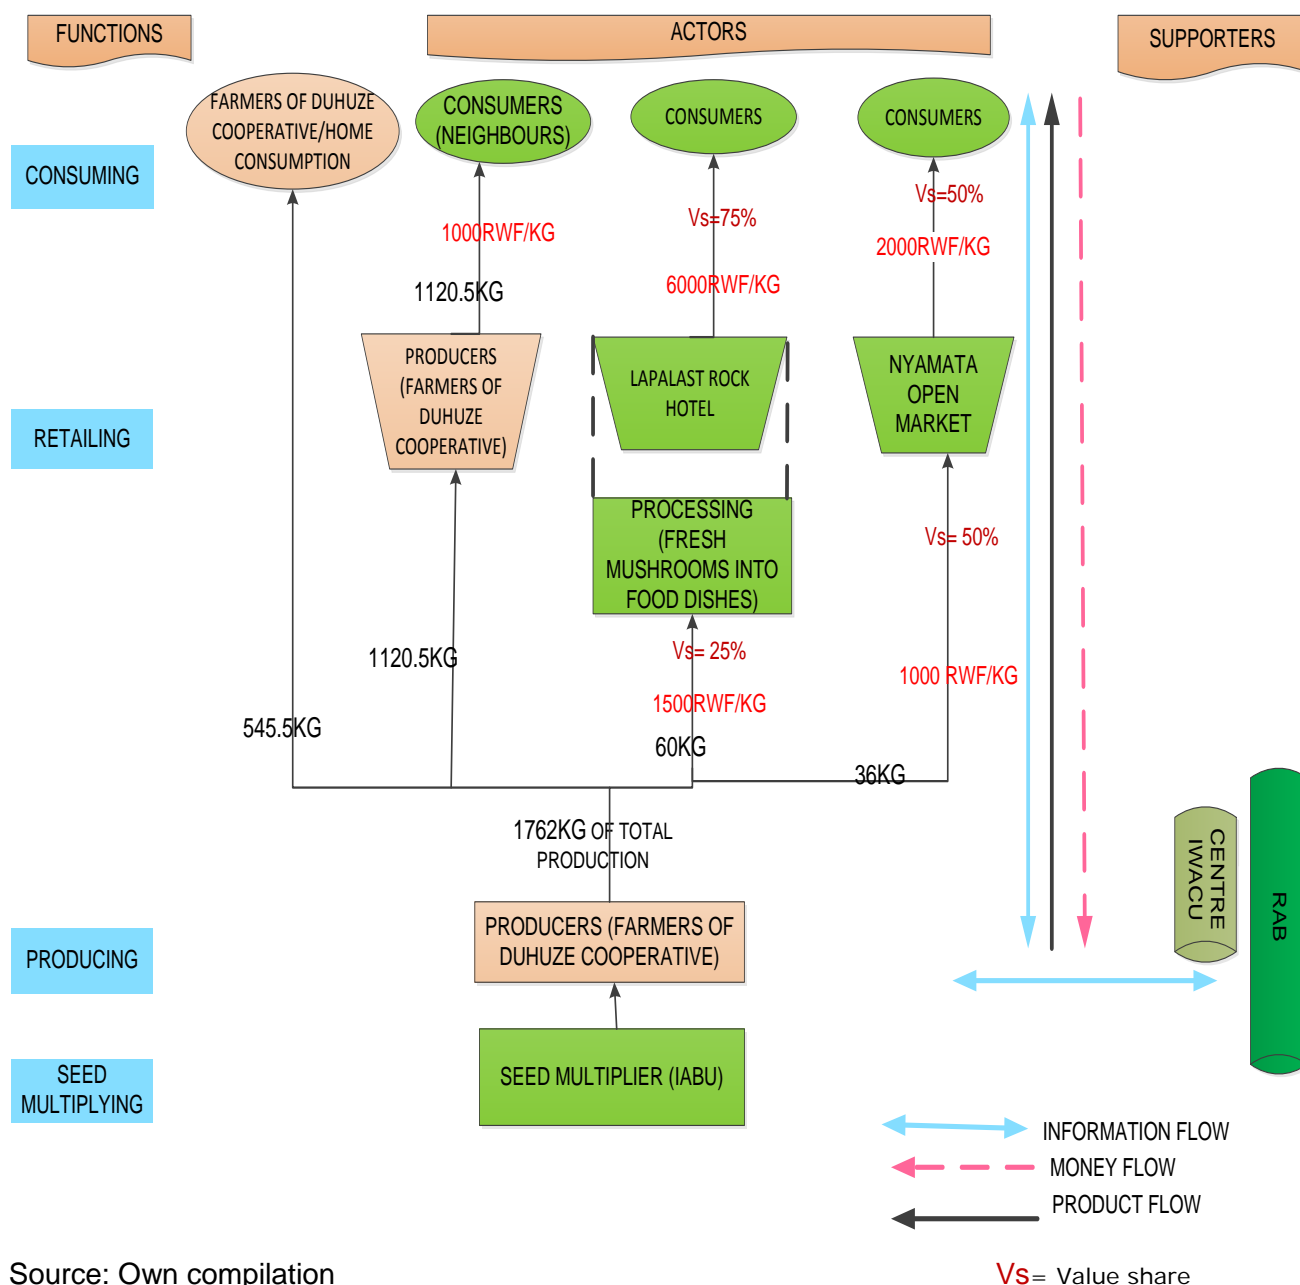 FUNCTIONS
ACTORS
SUPPORTERS
FARMERS OF DUHUZE
COOPERATIVE/HOME
CONSUMPTION
CONSUMERS
(NEIGHBOURS)
CONSUMERS
CONSUMERS
CONSUMING
Vs=75%
Vs=50%
1000RWF/KG
2000RWF/KG
1120.5KG
6000RWF/KG
PRODUCERS
(FARMERS OF
DUHUZE
COOPERATIVE)
LAPALAST ROCK
HOTEL
NYAMATA
OPEN
MARKET
RETAILING
PROCESSING
(FRESH
MUSHROOMS INTO
FOOD DISHES)
Vs= 50%
1120.5KG
Vs= 25%
1000 RWF/KG
1500RWF/KG
545.5KG
60KG
36KG
1762KG OF TOTAL
PRODUCTION
CENTRE
IWACU
RAB
PRODUCING
PRODUCERS (FARMERS OF
DUHUZE COOPERATIVE)
SEED
MULTIPLYING
SEED MULTIPLIER (IABU)
INFORMATION FLOW
MONEY FLOW
PRODUCT FLOW
Source: Own compilation
Vs= Value share